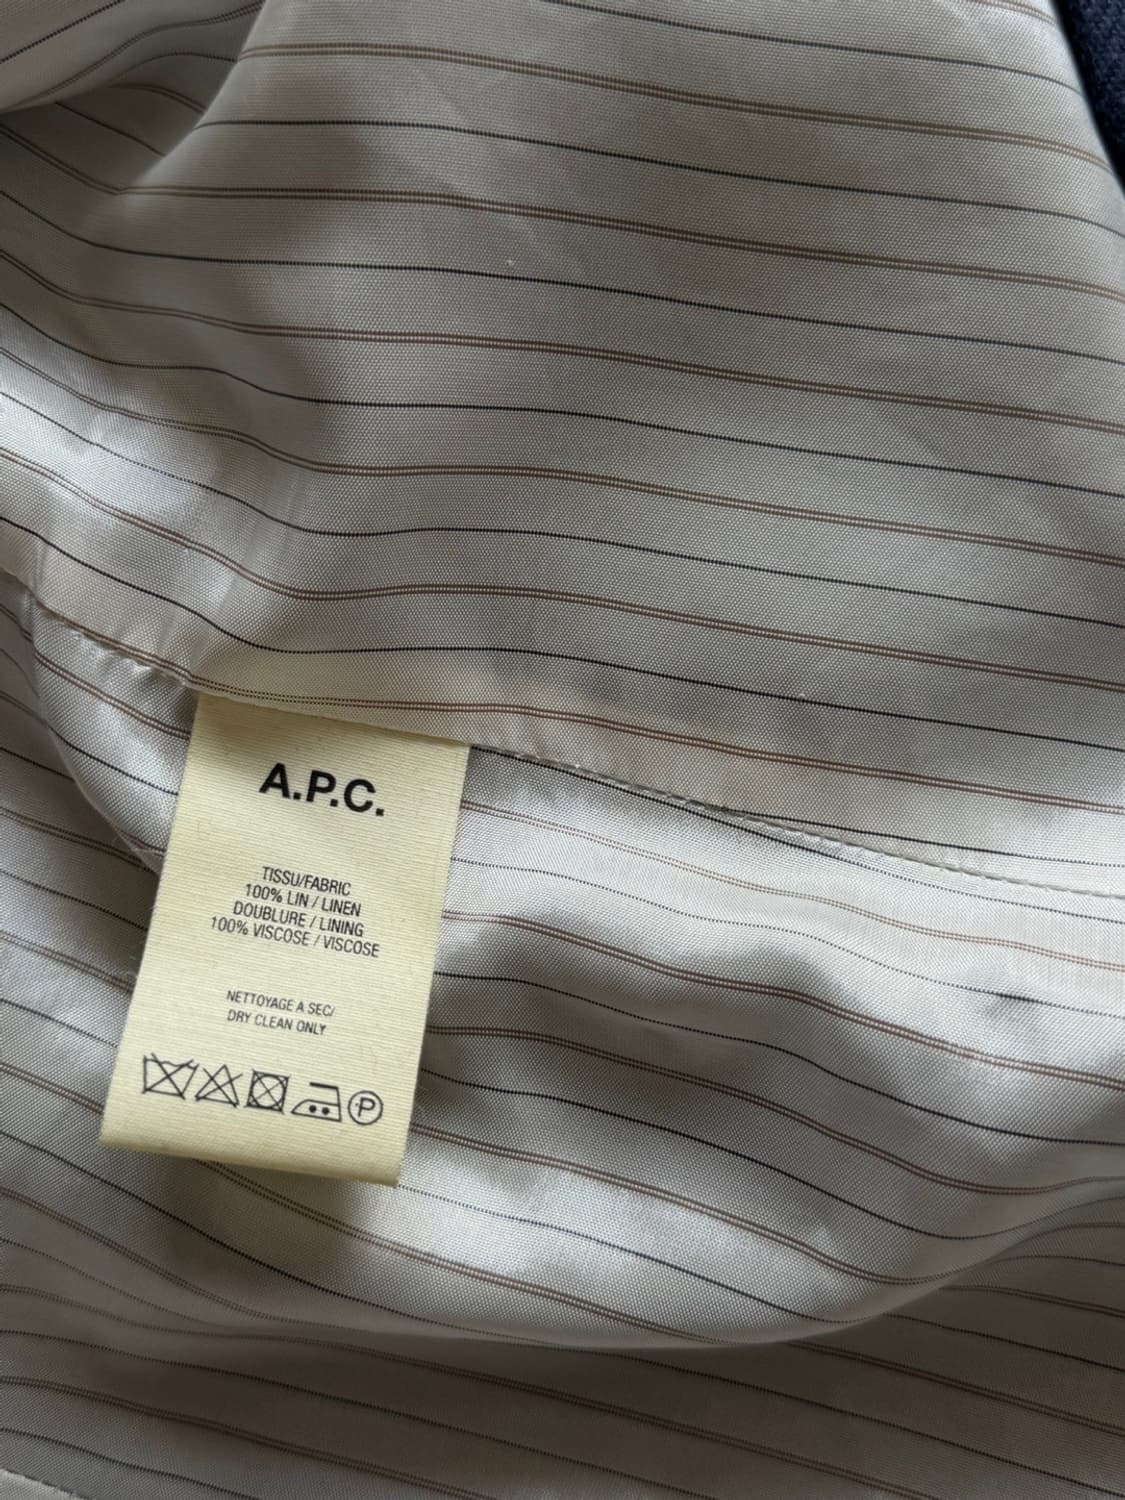 A.P.C.
TISSU/FABRIC
100% LIN / LINEN
DOUBLURE / LINING
100% VISCOSE / VISCOSE
NETTOYAGE A SEC/
DRY CLEAN ONLY
P